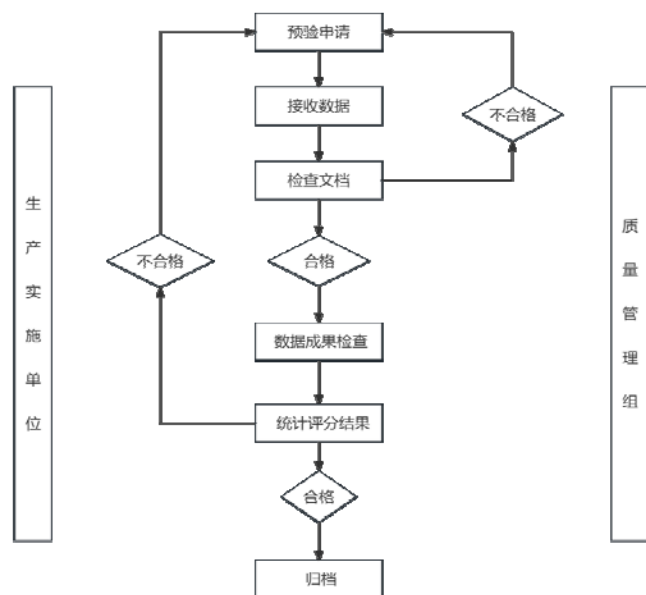 预验申请
接收数据
不合格
检查文档
生产实施单位
质量管理组
不合格
合格
数据成果检查
统计评分结果
合格
归档